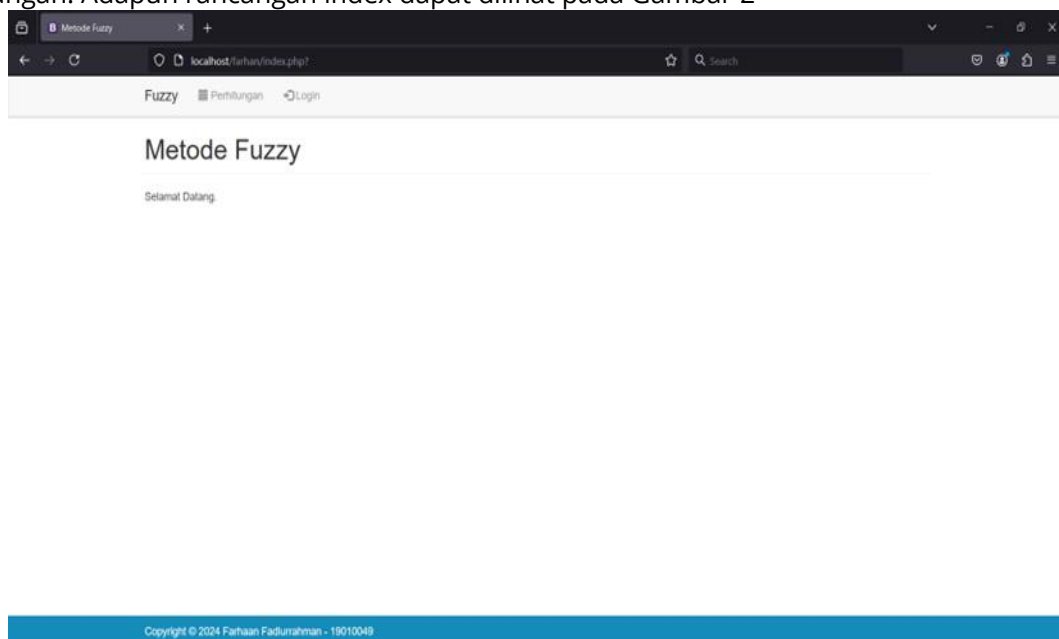 ngan. Adapun rancangan index dapat dilihat pada Gambar 2
B Metode Fuzzy
localhost/farhan/index.php?
Search
Fuzzy Perhitungan Login
Metode Fuzzy
Selamat Datang.
Copyright © 2024 Farhaan Fadlurrahman - 19010049